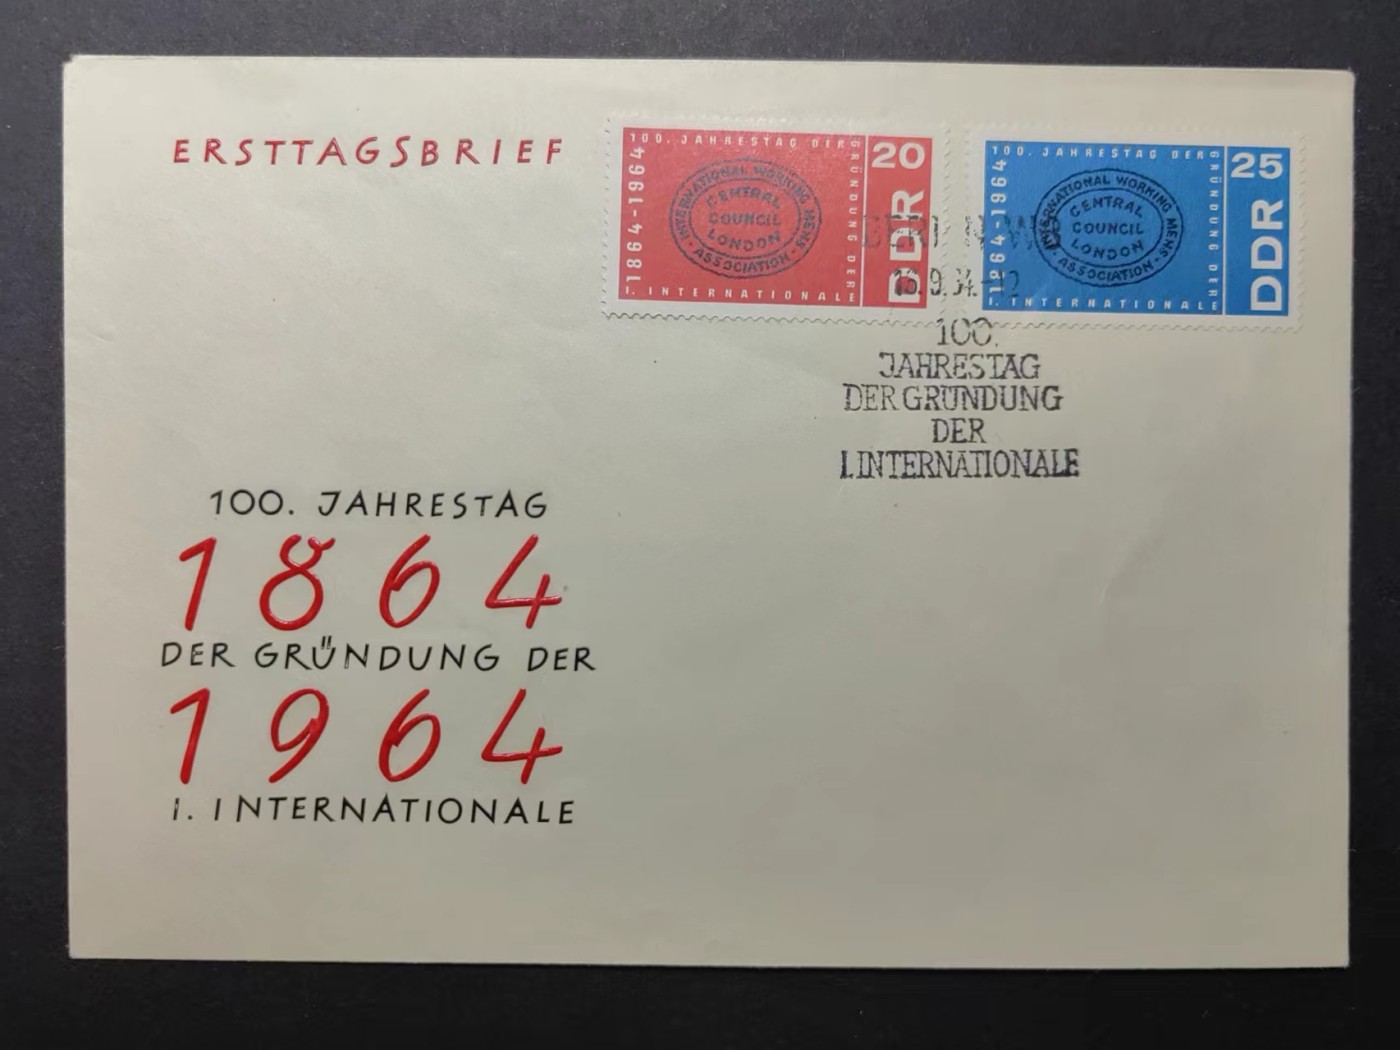 ERSTTAGSBRIEF
100. JAHRESTAG DER
GRÜNDUNG DER
I. INTERNATIONALE
1864-1964
INTERNATIONAL WORKING MENS
ASSOCIATION
CENTRAL
COUNCIL
LONDON
20
DDR
100. JAHRESTAG DER
GRÜNDUNG DER
I. INTERNATIONALE
1864-1964
INTERNATIONAL WORKING MENS
ASSOCIATION
CENTRAL
COUNCIL
LONDON
25
DDR
100.
JAHRESTAG
DER GRÜNDUNG
DER
I.INTERNATIONALE
100. JAHRESTAG
1864
DER GRÜNDUNG DER
1964
I. INTERNATIONALE